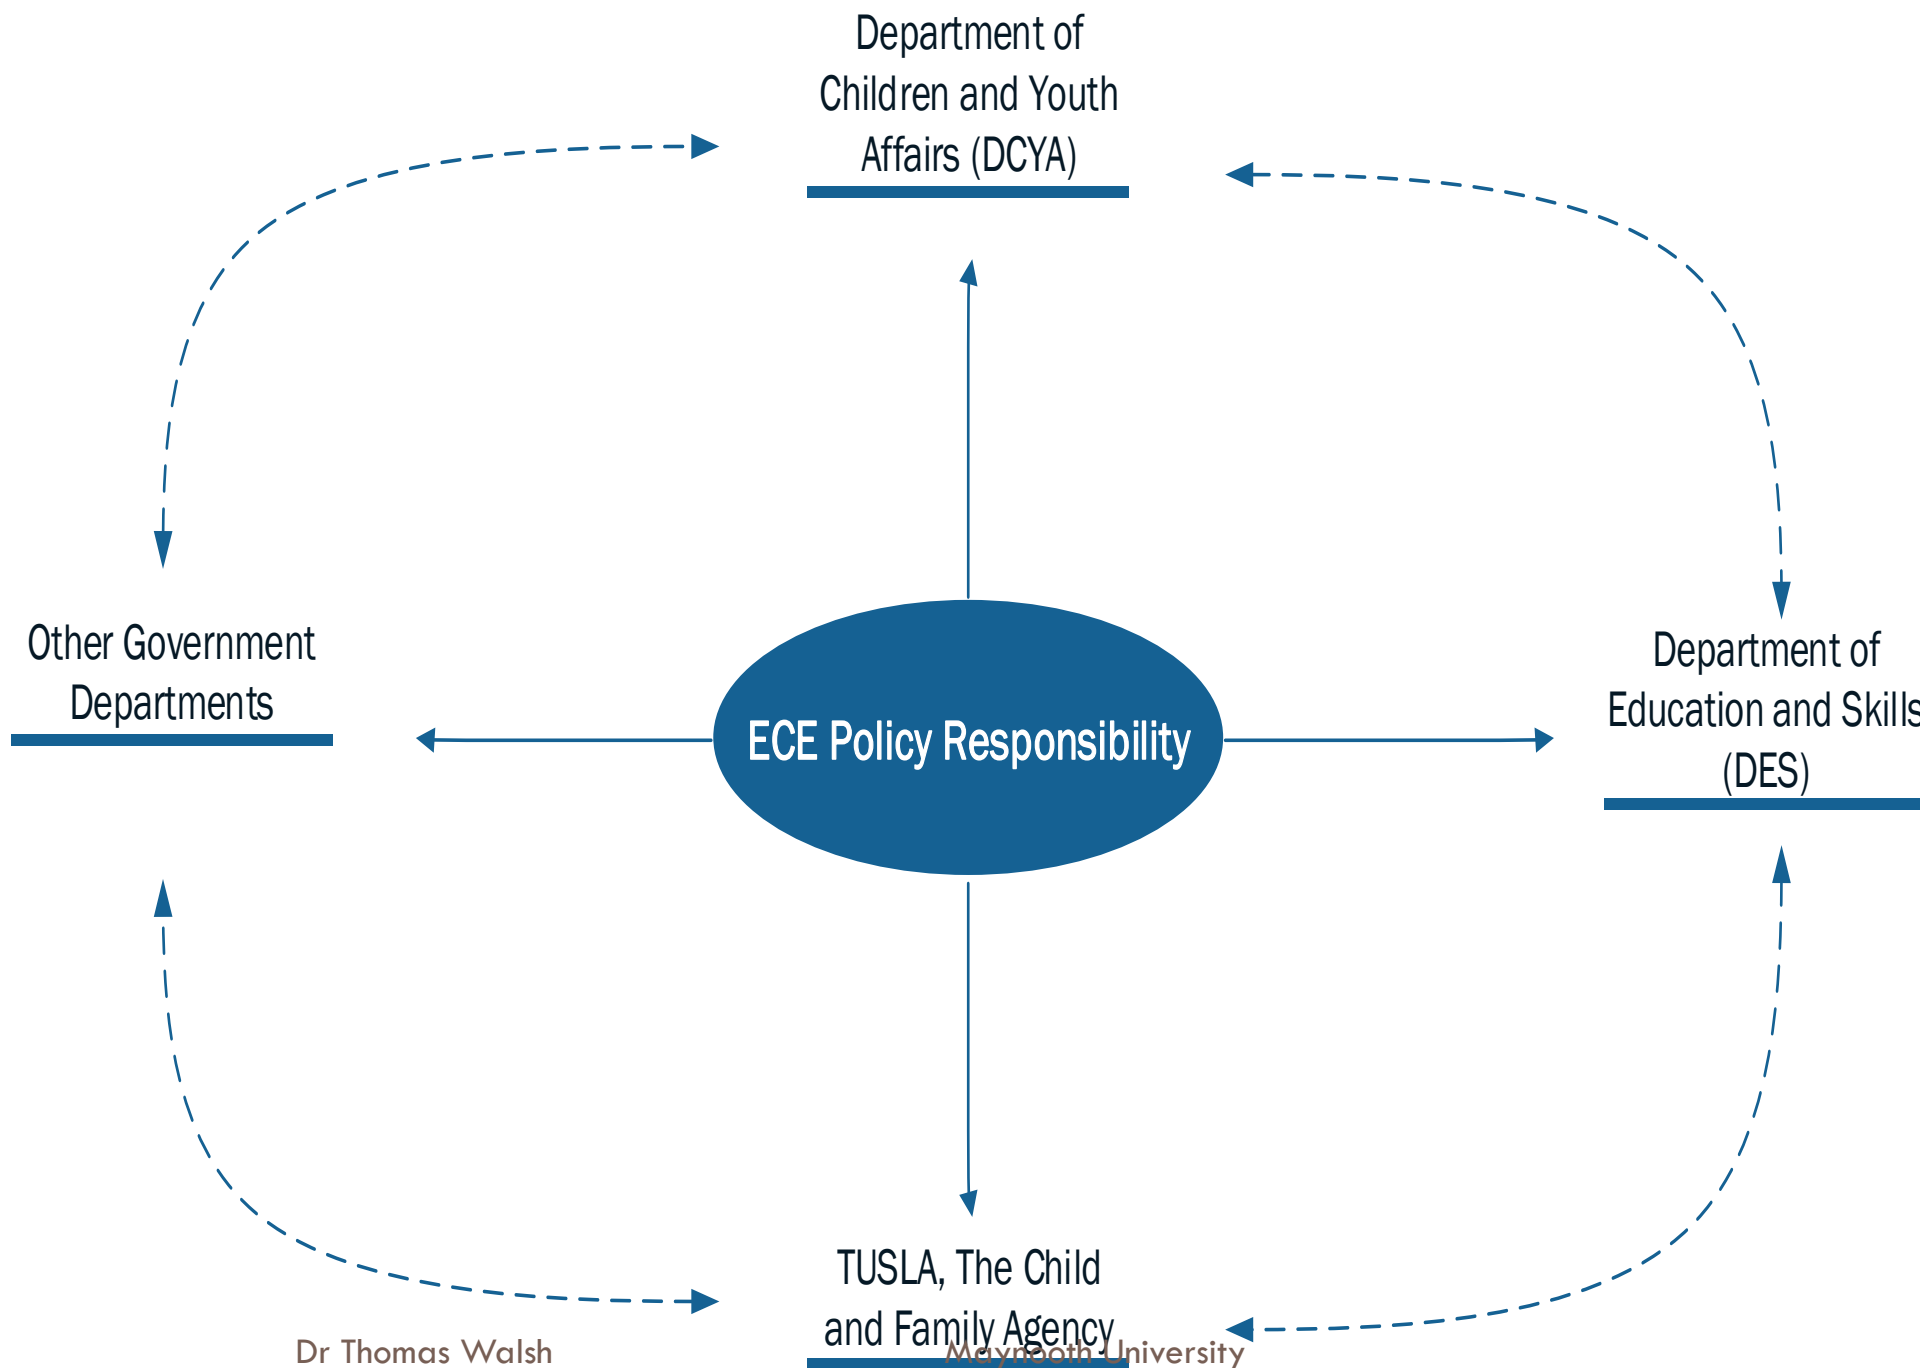 Department of
Children and Youth
Affairs (DCYA)
Other Government
Departments
ECE Policy Responsibility
Department of
Education and Skills
(DES)
TUSLA, The Child
and Family Agency
Dr Thomas Walsh
Maynooth University